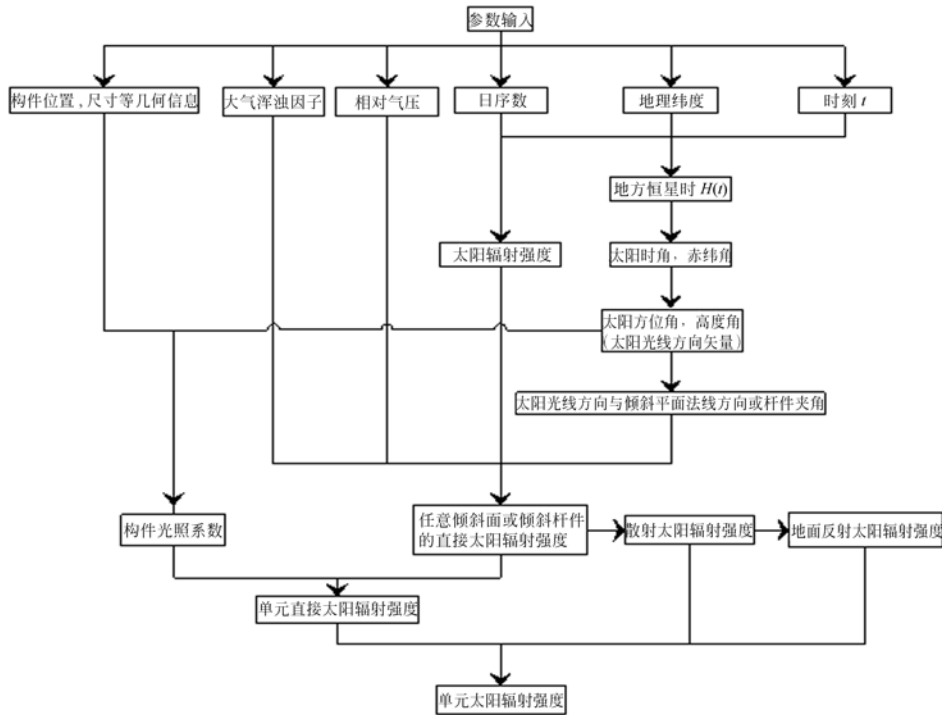 参数输入
构件位置,尺寸等几何信息
大气浑浊因子
相对气压
日序数
地理纬度
时刻 t
地方恒星时 H(t)
太阳辐射强度
太阳时角,赤纬角
太阳方位角,高度角
(太阳光线方向矢量)
太阳光线方向与倾斜平面法线方向或杆件夹角
构件光照系数
任意倾斜面或倾斜杆件
的直接太阳辐射强度
散射太阳辐射强度
地面反射太阳辐射强度
单元直接太阳辐射强度
单元太阳辐射强度